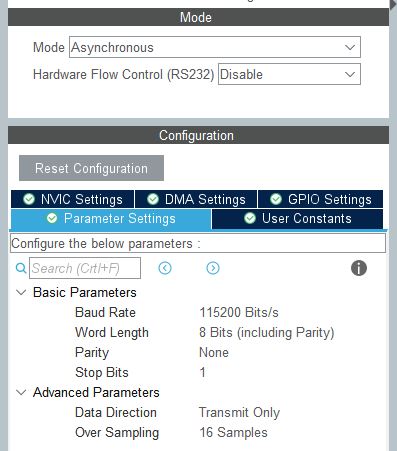 Mode
Mode Asynchronous
Hardware Flow Control (RS232) Disable
Configuration
Reset Configuration
NVIC Settings DMA Settings GPIO Settings
Parameter Settings User Constants
Configure the below parameters :
Search (Crtl+F)
Basic Parameters
Baud Rate 115200 Bits/s
Word Length 8 Bits (including Parity)
Parity None
Stop Bits 1
Advanced Parameters
Data Direction Transmit Only
Over Sampling 16 Samples